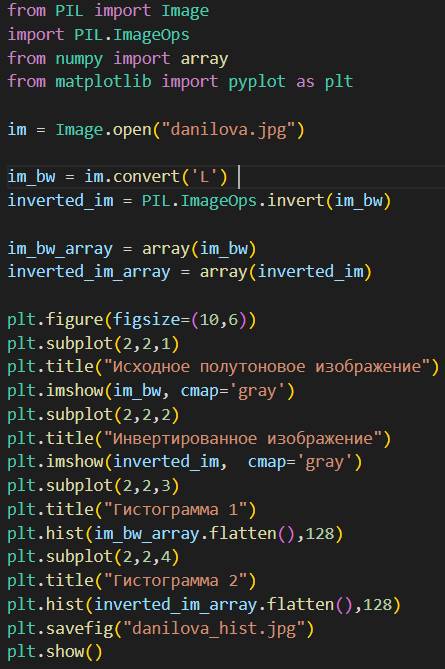 from PIL import Image
import PIL.ImageOps
from numpy import array
from matplotlib import pyplot as plt
im = Image.open("danilova.jpg")
im_bw = im.convert('L')
inverted_im = PIL.ImageOps.invert(im_bw)
im_bw_array = array(im_bw)
inverted_im_array = array(inverted_im)
plt.figure(figsize=(10,6))
plt.subplot(2,2,1)
plt.title("Исходное полутоновое изображение")
plt.imshow(im_bw, cmap='gray')
plt.subplot(2,2,2)
plt.title("Инвертированное изображение")
plt.imshow(inverted_im,  cmap='gray')
plt.subplot(2,2,3)
plt.title("Гистограмма 1")
plt.hist(im_bw_array.flatten(),128)
plt.subplot(2,2,4)
plt.title("Гистограмма 2")
plt.hist(inverted_im_array.flatten(),128)
plt.savefig("danilova_hist.jpg")
plt.show()